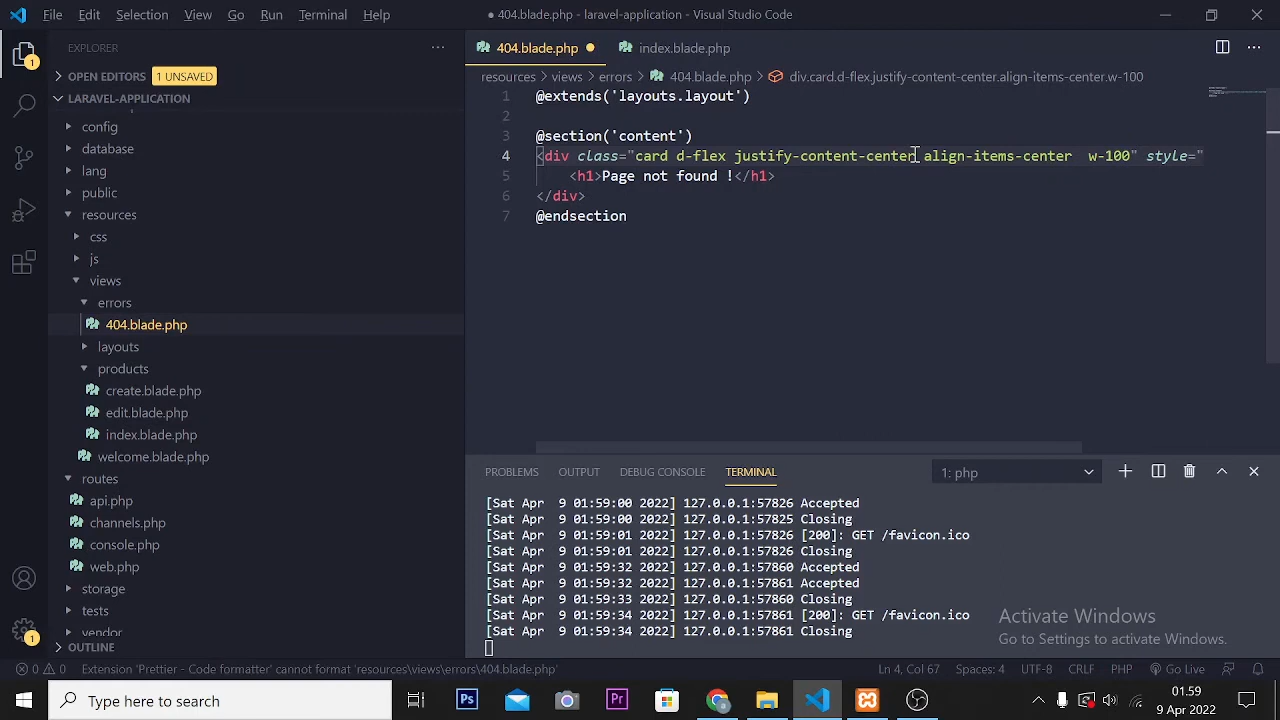 File Edit Selection View Go Run Terminal Help
● 404.blade.php - laravel-application - Visual Studio Code
EXPLORER
1
OPEN EDITORS 1 UNSAVED
LARAVEL-APPLICATION
config
database
lang
public
resources
css
js
views
errors
404.blade.php
layouts
products
create.blade.php
edit.blade.php
index.blade.php
welcome.blade.php
routes
api.php
channels.php
console.php
web.php
storage
tests
vendor
OUTLINE
1
404.blade.php
index.blade.php
resources > views > errors > 404.blade.php > div.card.d-flex.justify-content-center.align-items-center.w-100
1 @extends('layouts.layout')
2
3 @section('content')
4 <div class="card d-flex justify-content-center align-items-center  w-100" style="
5 <h1>Page not found !</h1>
6 </div>
7 @endsection
PROBLEMS OUTPUT DEBUG CONSOLE TERMINAL 1: php
[Sat Apr  9 01:59:00 2022] 127.0.0.1:57826 Accepted
[Sat Apr  9 01:59:00 2022] 127.0.0.1:57825 Closing
[Sat Apr  9 01:59:01 2022] 127.0.0.1:57826 [200]: GET /favicon.ico
[Sat Apr  9 01:59:01 2022] 127.0.0.1:57826 Closing
[Sat Apr  9 01:59:32 2022] 127.0.0.1:57860 Accepted
[Sat Apr  9 01:59:32 2022] 127.0.0.1:57861 Accepted
[Sat Apr  9 01:59:33 2022] 127.0.0.1:57860 Closing
[Sat Apr  9 01:59:34 2022] 127.0.0.1:57861 [200]: GET /favicon.ico
[Sat Apr  9 01:59:34 2022] 127.0.0.1:57861 Closing
Activate Windows
Go to Settings to activate Windows.
0 0 Extension 'Prettier - Code formatter' cannot format 'resources\views\errors\404.blade.php' Ln 4, Col 67 Spaces: 4 UTF-8 CRLF PHP Go Live
Type here to search
Ps
Pr
01:59
9 Apr 2022